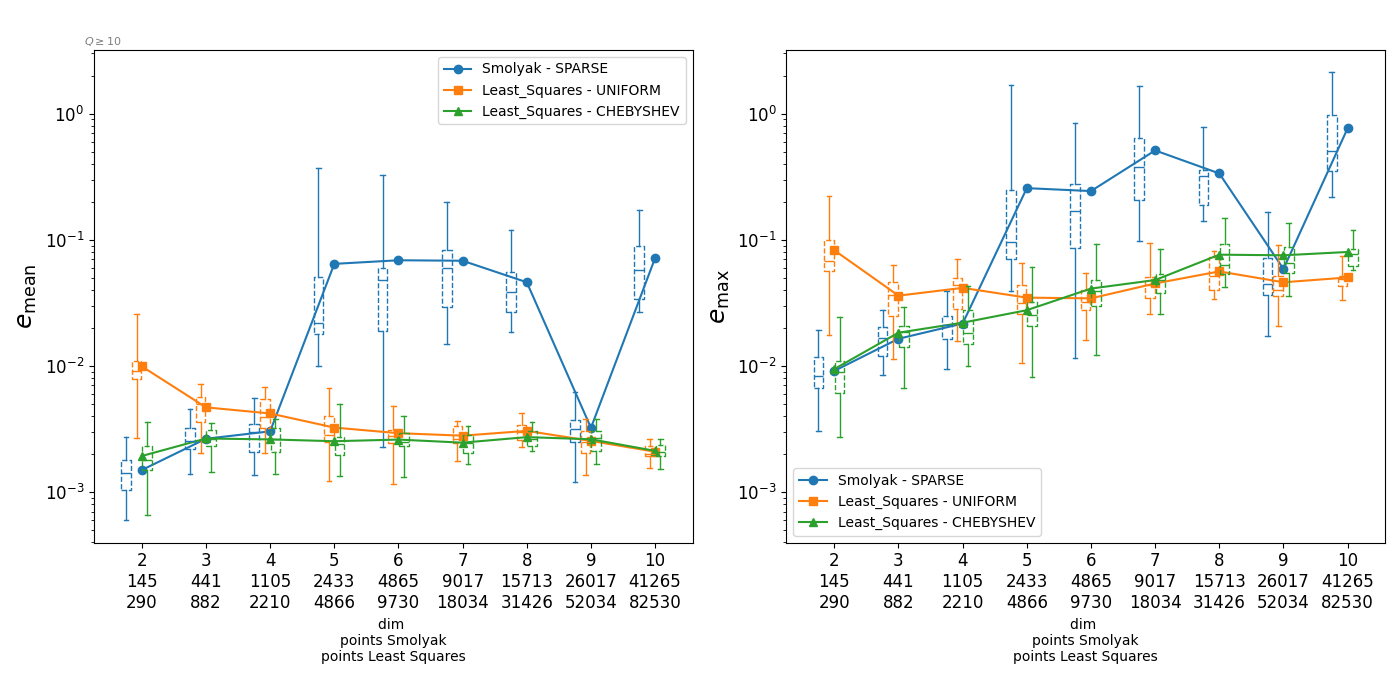 Q ≥ 10
Smolyak - SPARSE
Least_Squares - UNIFORM
Least_Squares - CHEBYSHEV
10⁰
10⁻¹
10⁻²
10⁻³
e_mean
2 3 4 5 6 7 8 9 10
145 441 1105 2433 4865 9017 15713 26017 41265
290 882 2210 4866 9730 18034 31426 52034 82530
dim
points Smolyak
points Least Squares
10⁰
10⁻¹
10⁻²
10⁻³
e_max
Smolyak - SPARSE
Least_Squares - UNIFORM
Least_Squares - CHEBYSHEV
2 3 4 5 6 7 8 9 10
145 441 1105 2433 4865 9017 15713 26017 41265
290 882 2210 4866 9730 18034 31426 52034 82530
dim
points Smolyak
points Least Squares